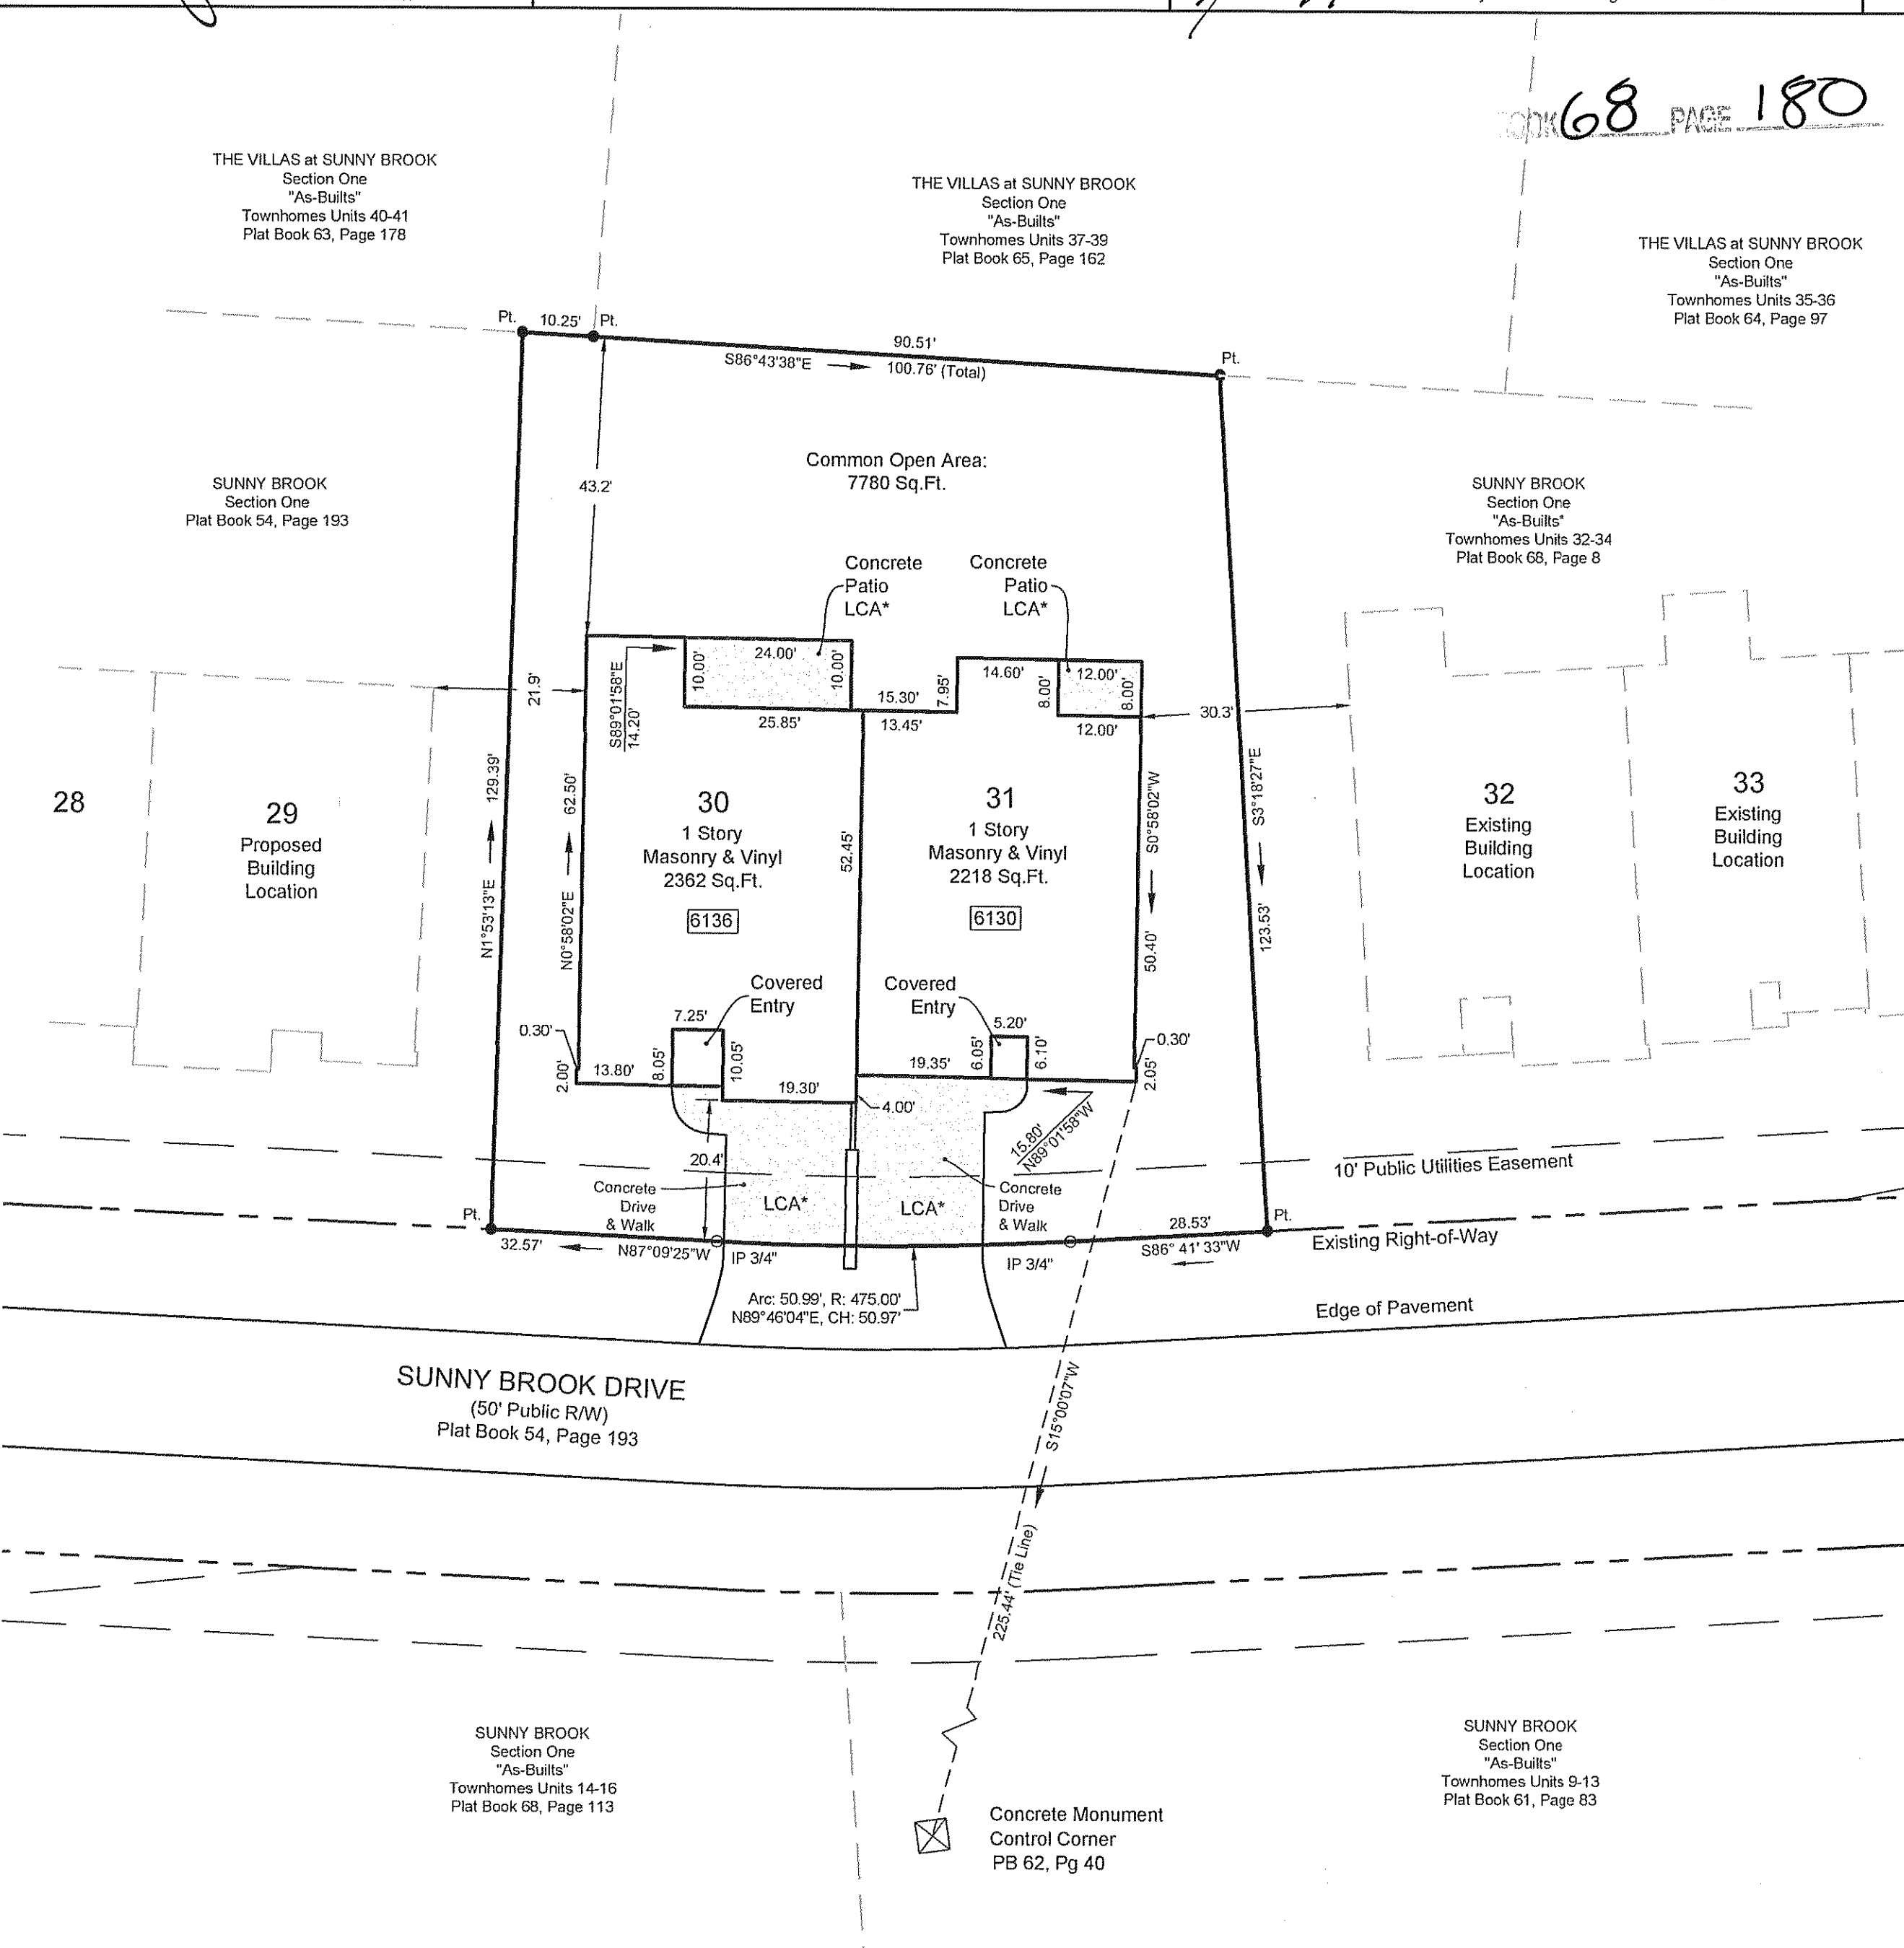 BOOK 68 PAGE 180
THE VILLAS at SUNNY BROOK
Section One
"As-Builts"
Townhomes Units 40-41
Plat Book 63, Page 178
THE VILLAS at SUNNY BROOK
Section One
"As-Builts"
Townhomes Units 37-39
Plat Book 65, Page 162
THE VILLAS at SUNNY BROOK
Section One
"As-Builts"
Townhomes Units 35-36
Plat Book 64, Page 97
Pt.
10.25'
Pt.
90.51'
S86°43'38"E
100.76' (Total)
Pt.
Common Open Area:
7780 Sq.Ft.
43.2'
SUNNY BROOK
Section One
Plat Book 54, Page 193
SUNNY BROOK
Section One
"As-Builts"
Townhomes Units 32-34
Plat Book 68, Page 8
Concrete
Patio
LCA*
Concrete
Patio
LCA*
21.9'
S89°01'58"E
14.20'
10.00'
24.00'
10.00'
25.85'
15.30'
13.45'
7.95'
14.60'
8.00'
12.00'
8.00'
12.00'
30.3'
28
29
Proposed
Building
Location
129.39'
N1°53'13"E
62.50'
N0°58'02"E
30
1 Story
Masonry & Vinyl
2362 Sq.Ft.
6136
52.45'
31
1 Story
Masonry & Vinyl
2218 Sq.Ft.
6130
S0°58'02"W
50.40'
S3°18'27"E
123.53'
32
Existing
Building
Location
33
Existing
Building
Location
Covered
Entry
Covered
Entry
7.25'
5.20'
0.30'
2.00'
13.80'
8.05'
10.05'
19.30'
19.35'
6.05'
6.10'
0.30'
2.05'
4.00'
15.80'
N89°01'58"W
20.4'
10' Public Utilities Easement
Concrete
Drive
& Walk
LCA*
LCA*
Concrete
Drive
& Walk
Pt.
32.57'
N87°09'25"W
IP 3/4"
IP 3/4"
28.53'
S86° 41' 33"W
Pt.
Existing Right-of-Way
Arc: 50.99', R: 475.00'
N89°46'04"E, CH: 50.97'
Edge of Pavement
SUNNY BROOK DRIVE
(50' Public R/W)
Plat Book 54, Page 193
S15°00'07"W
225.44' (Tie Line)
SUNNY BROOK
Section One
"As-Builts"
Townhomes Units 14-16
Plat Book 68, Page 113
SUNNY BROOK
Section One
"As-Builts"
Townhomes Units 9-13
Plat Book 61, Page 83
Concrete Monument
Control Corner
PB 62, Pg 40